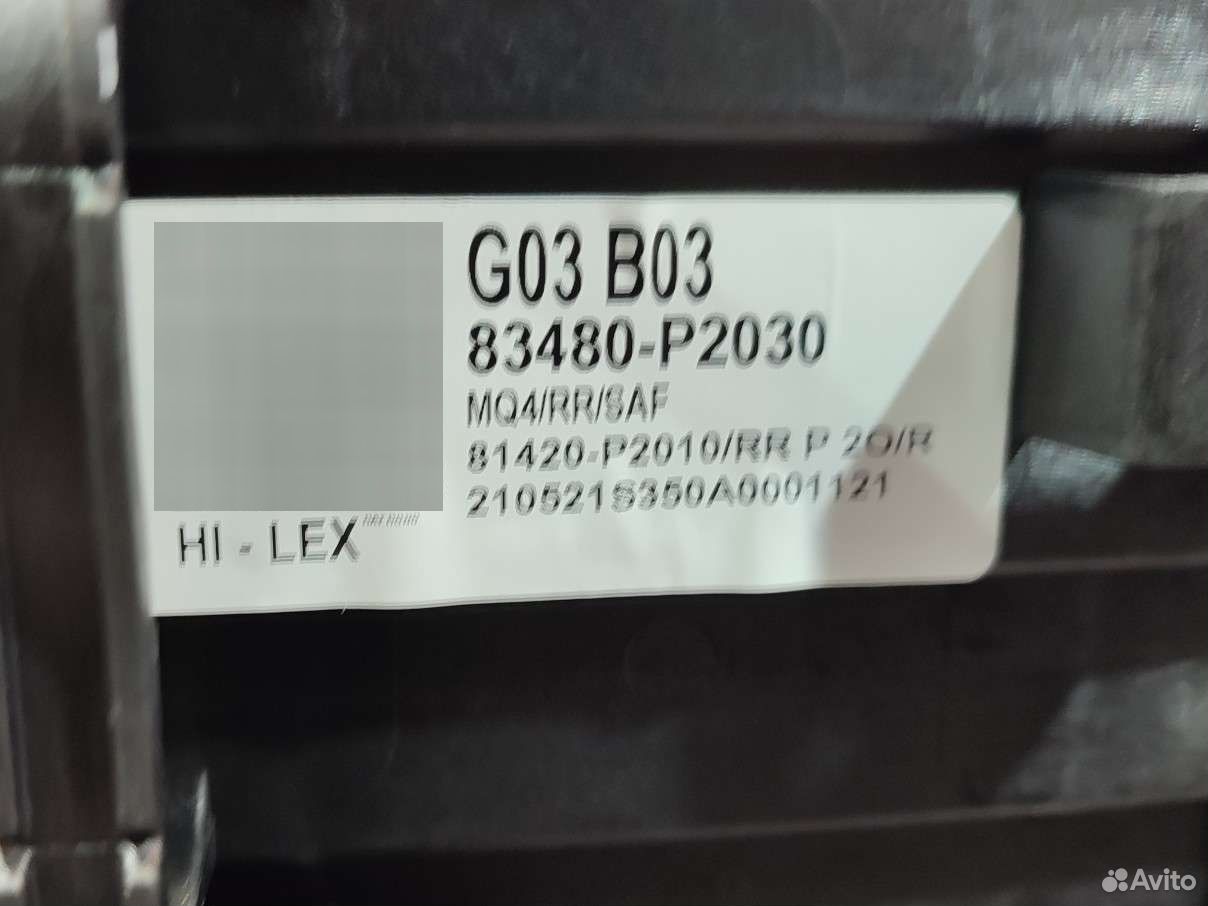 G03 B03
83480-P2030
MQ4/RR/SAF
81420-P2010/RR P 2O/R
210521S350A0001121
HI - LEX
Avito